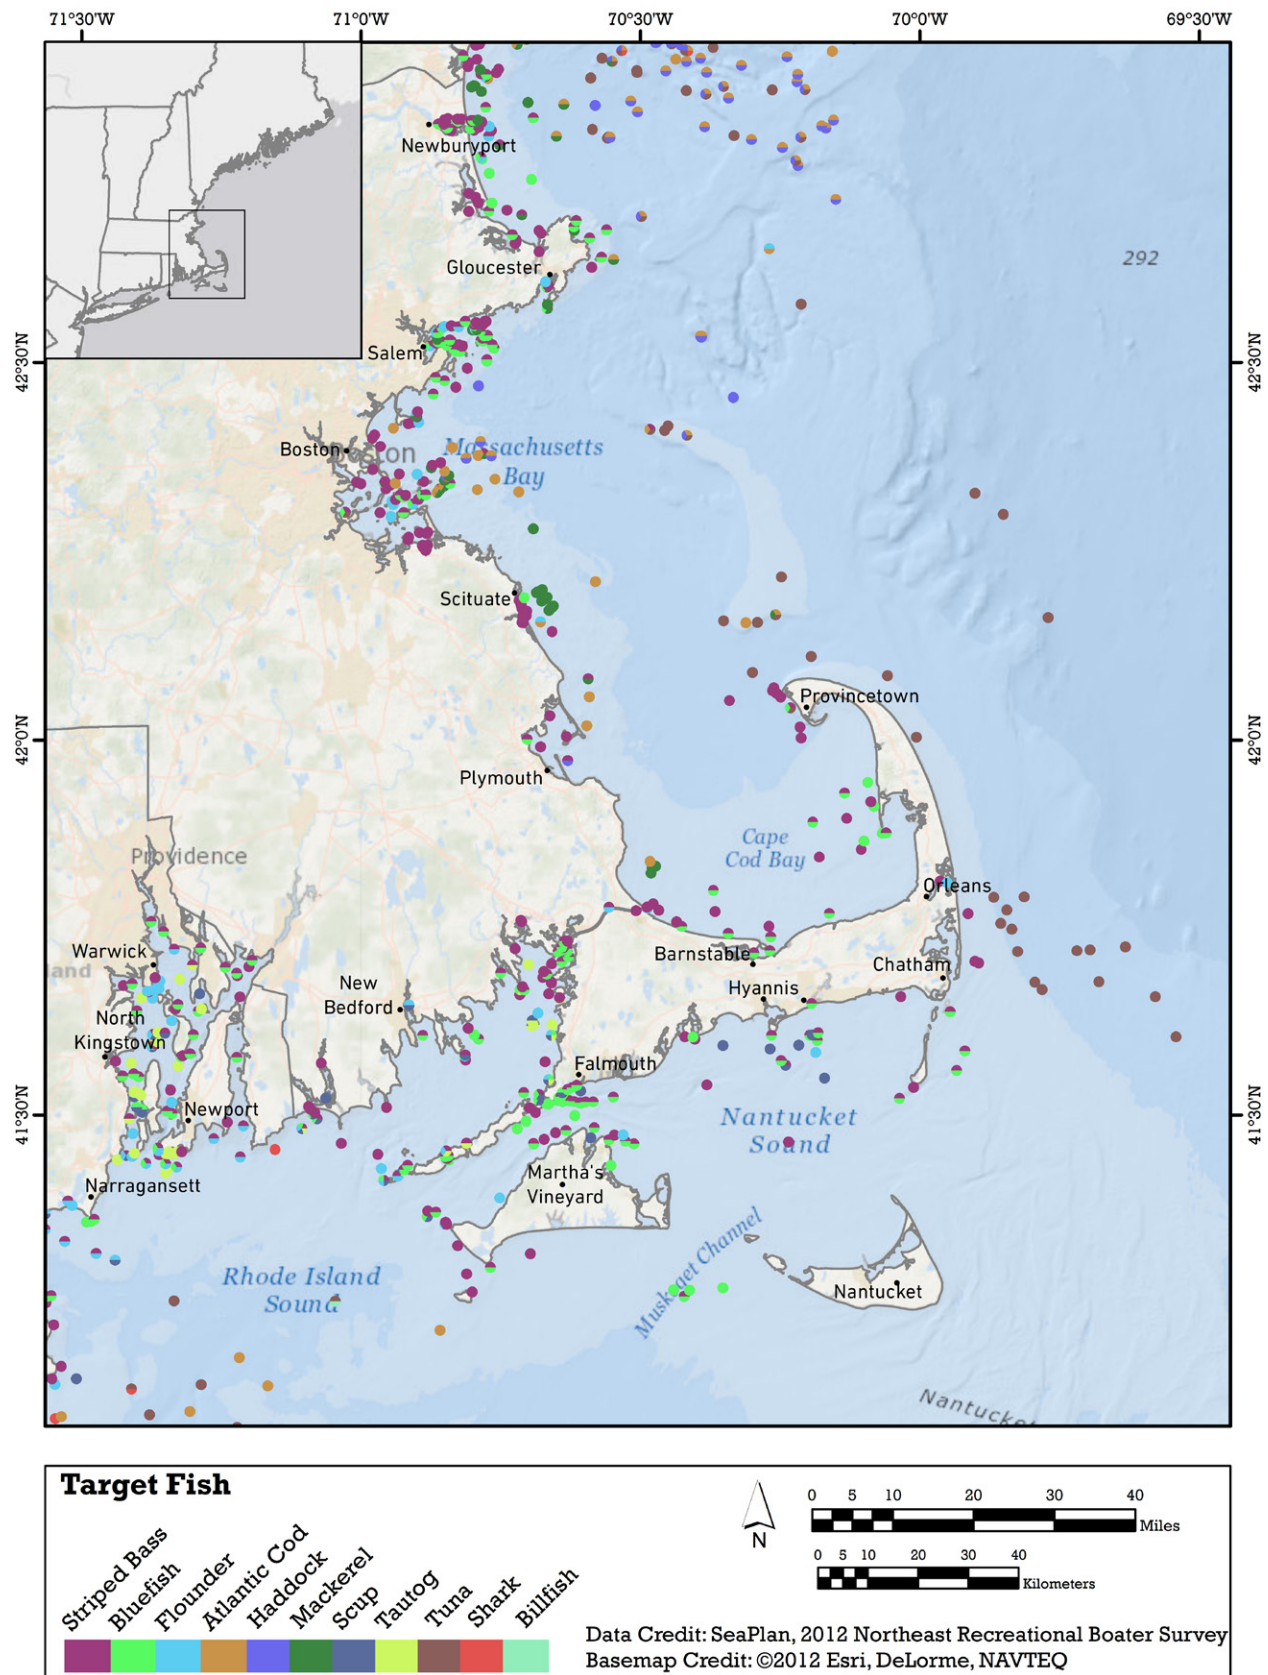 71°30'W 71°0'W 70°30'W 70°0'W 69°30'W
Newburyport
292
Gloucester
42°30'N
42°30'N
Salem
Boston
Boston
Massachusetts
Bay
Scituate
Provincetown
42°0'N
42°0'N
Plymouth
Cape
Cod Bay
Providence
Orleans
Warwick
Barnstable
Chatham
land
New
Bedford
Hyannis
North
Kingstown
Falmouth
Newport
41°30'N
41°30'N
Nantucket
Sound
Martha's
Vineyard
Narragansett
Muskeget Channel
Rhode Island
Sound
Nantucket
Nantucket
Target Fish
Striped Bass
Bluefish
Flounder
Atlantic Cod
Haddock
Mackerel
Scup
Tautog
Tuna
Shark
Billfish
N
0 5 10 20 30 40
Miles
0 5 10 20 30 40
Kilometers
Data Credit: SeaPlan, 2012 Northeast Recreational Boater Survey
Basemap Credit: ©2012 Esri, DeLorme, NAVTEQ